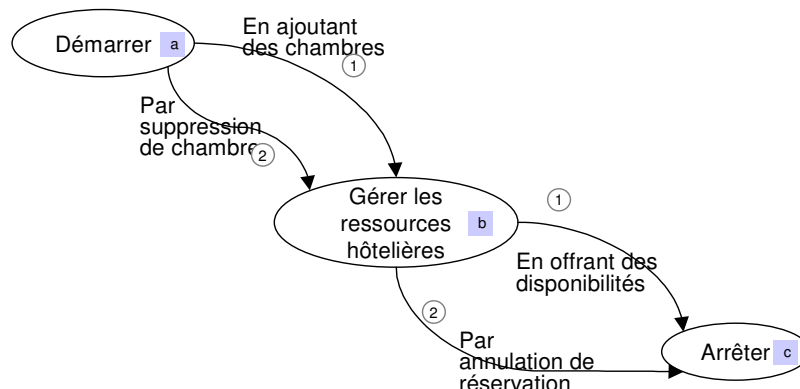 Démarrer a
En ajoutant
des chambres
1
Par
suppression
de chambre
2
Gérer les
ressources b
hôtelières
1
En offrant des
disponibilités
2
Par
annulation de
réservation
Arrêter c